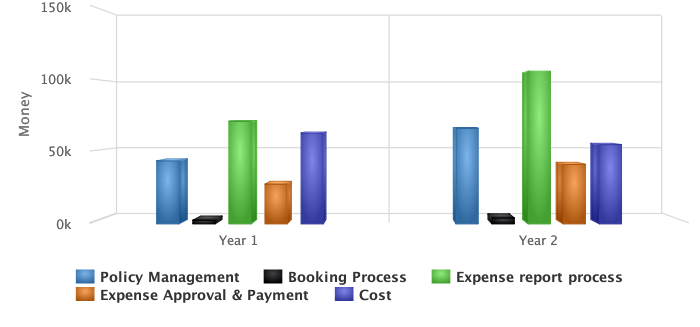 150k
100k
50k
0k
Money
Year 1 Year 2
Policy Management Booking Process Expense report process
Expense Approval & Payment Cost